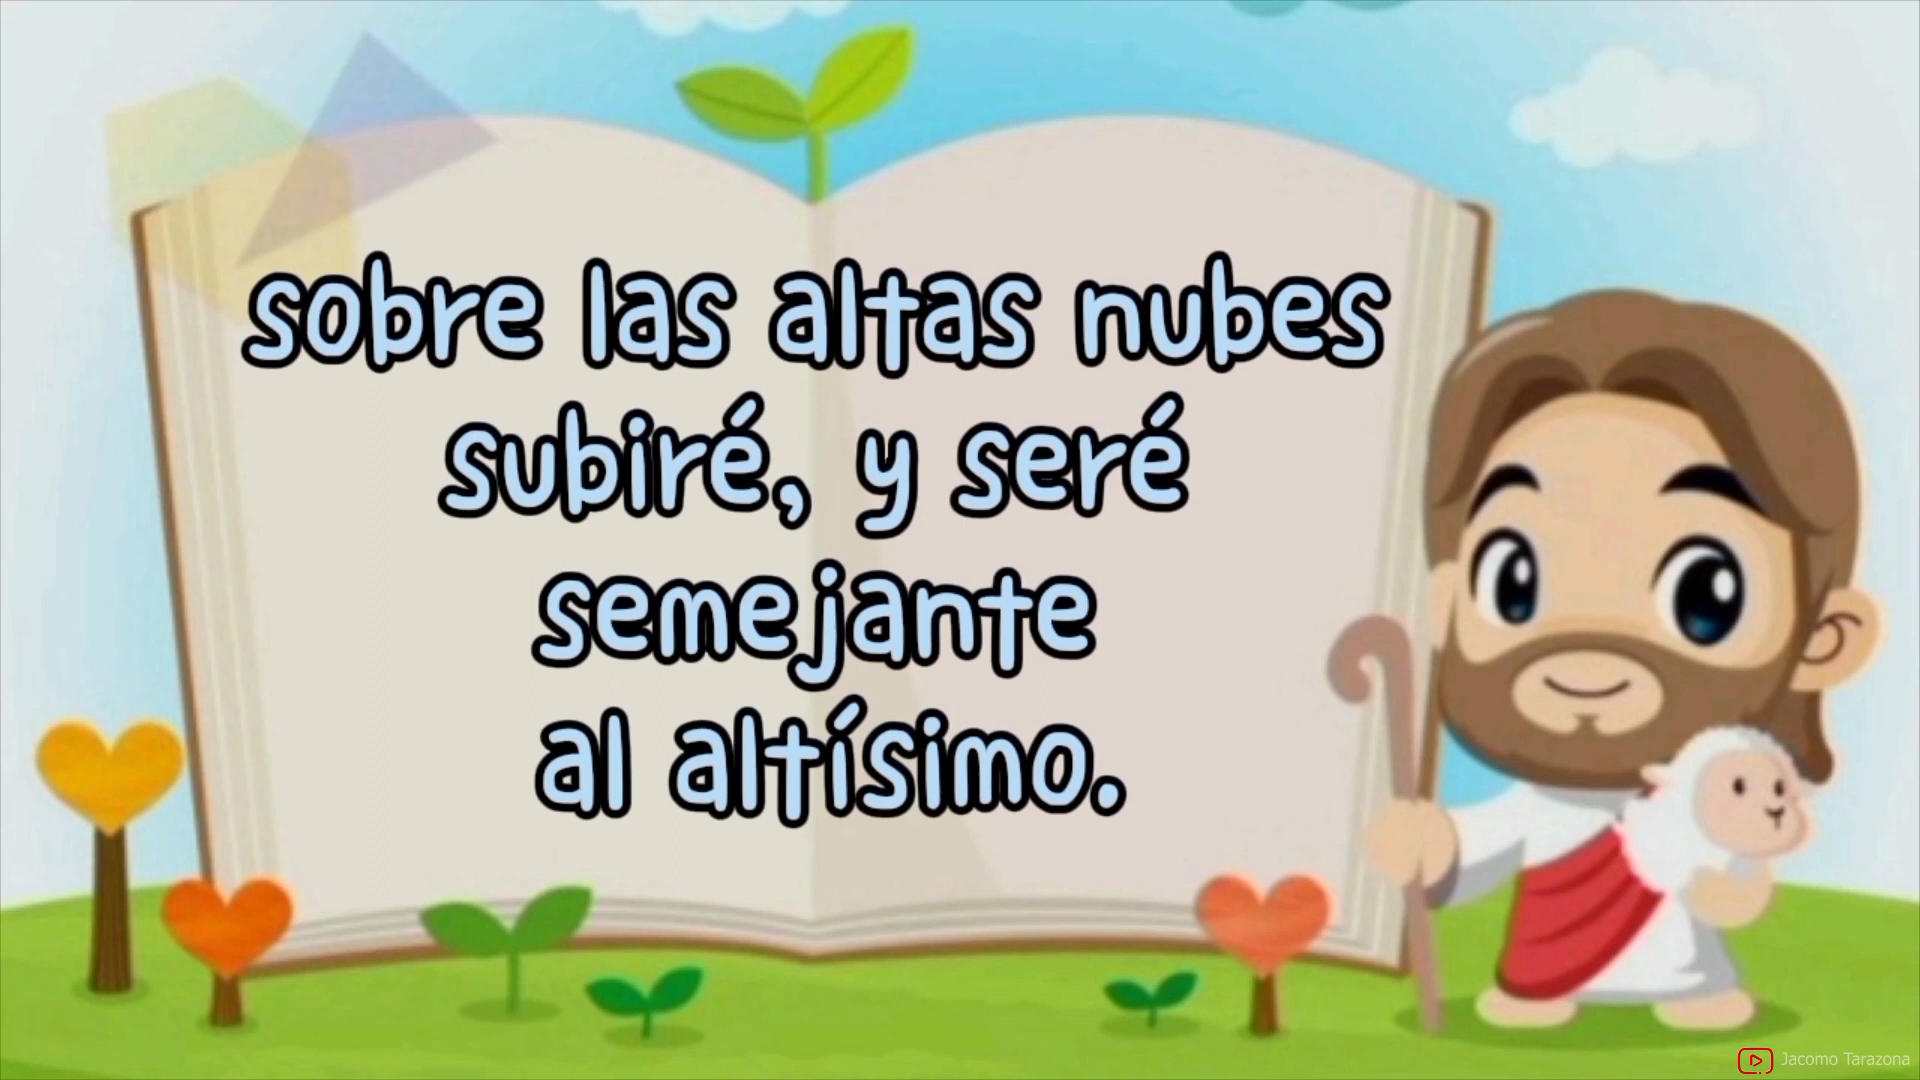 sobre las altas nubes
subiré, y seré
semejante
al altísimo.
Jacomo Tarazona